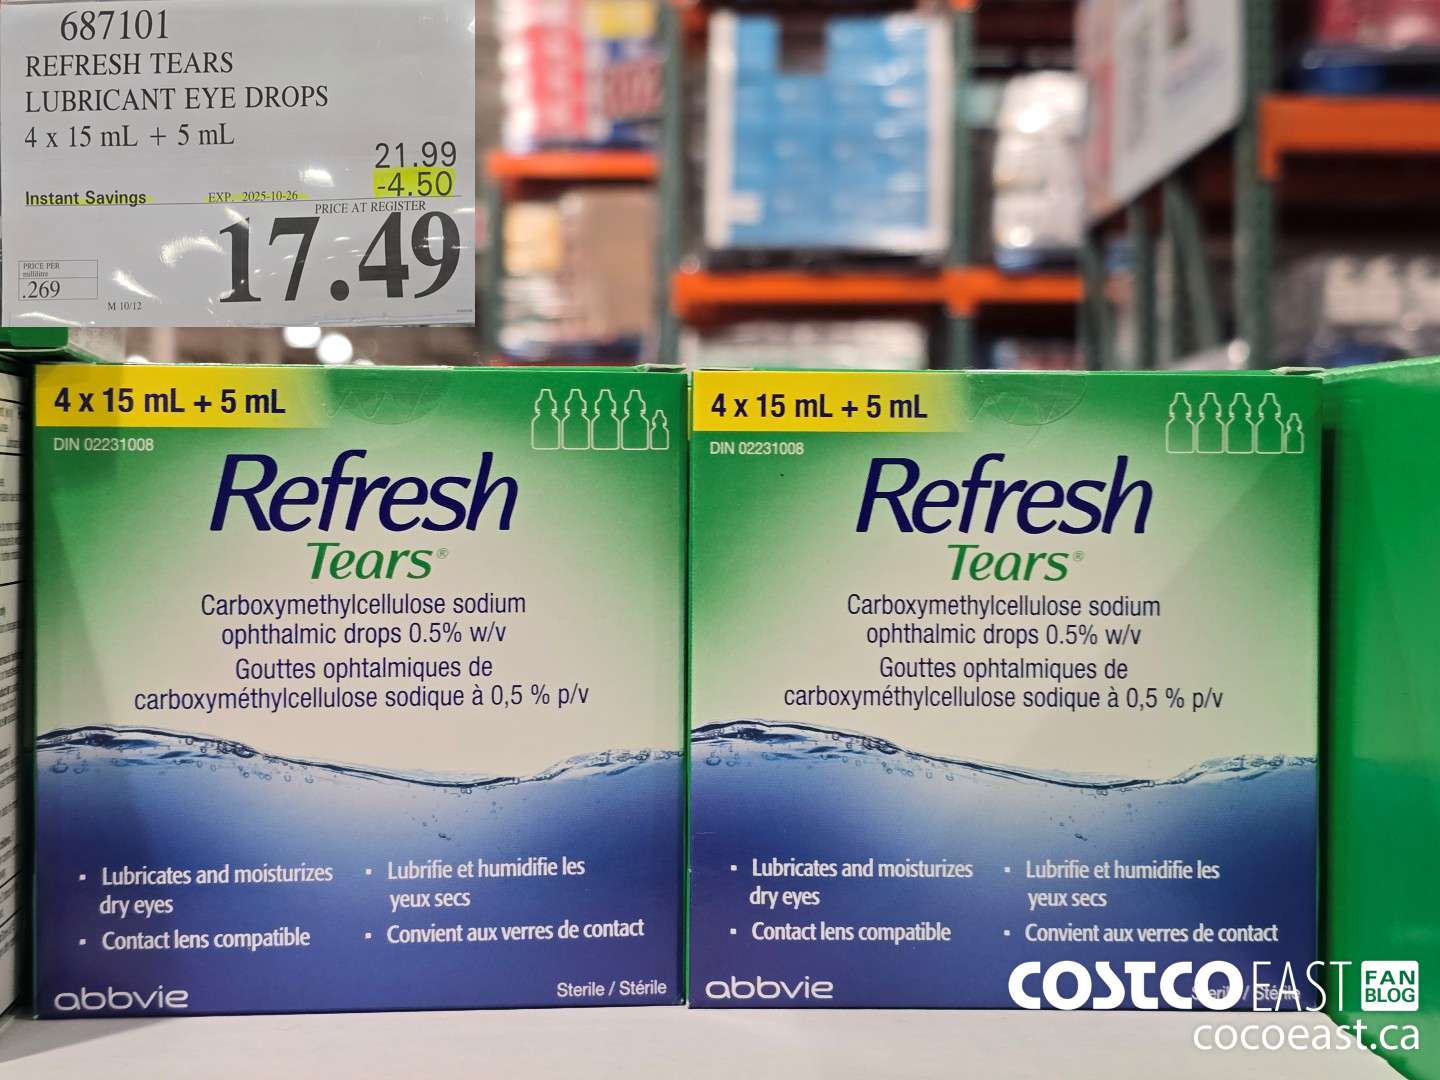 687101
REFRESH TEARS
LUBRICANT EYE DROPS
4 x 15 mL + 5 mL
21.99
-4.50
Instant Savings EXP. 2025-10-26
PRICE AT REGISTER
17.49
PRICE PER
millilitre
.269
M 10/12
4 x 15 mL + 5 mL
DIN 02231008
Refresh
Tears®
Carboxymethylcellulose sodium
ophthalmic drops 0.5% w/v
Gouttes ophtalmiques de
carboxyméthylcellulose sodique à 0,5 % p/v
• Lubricates and moisturizes
dry eyes
• Contact lens compatible
• Lubrifie et humidifie les
yeux secs
• Convient aux verres de contact
abbvie
Sterile / Stérile
4 x 15 mL + 5 mL
DIN 02231008
Refresh
Tears®
Carboxymethylcellulose sodium
ophthalmic drops 0.5% w/v
Gouttes ophtalmiques de
carboxyméthylcellulose sodique à 0,5 % p/v
• Lubricates and moisturizes
dry eyes
• Contact lens compatible
• Lubrifie et humidifie les
yeux secs
• Convient aux verres de contact
abbvie
Sterile / Stérile
COSTCO EAST FAN
BLOG
cocoeast.ca